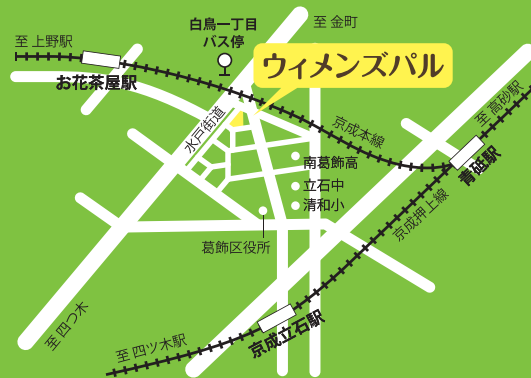 白鳥一丁目
バス停
至 金町
至 上野駅
お花茶屋駅
ウィメンズパル
水戸街道
京成本線
至 高砂駅
青砥駅
南葛飾高
立石中
清和小
葛飾区役所
京成押上線
至 四つ木
至 四ツ木駅
京成立石駅